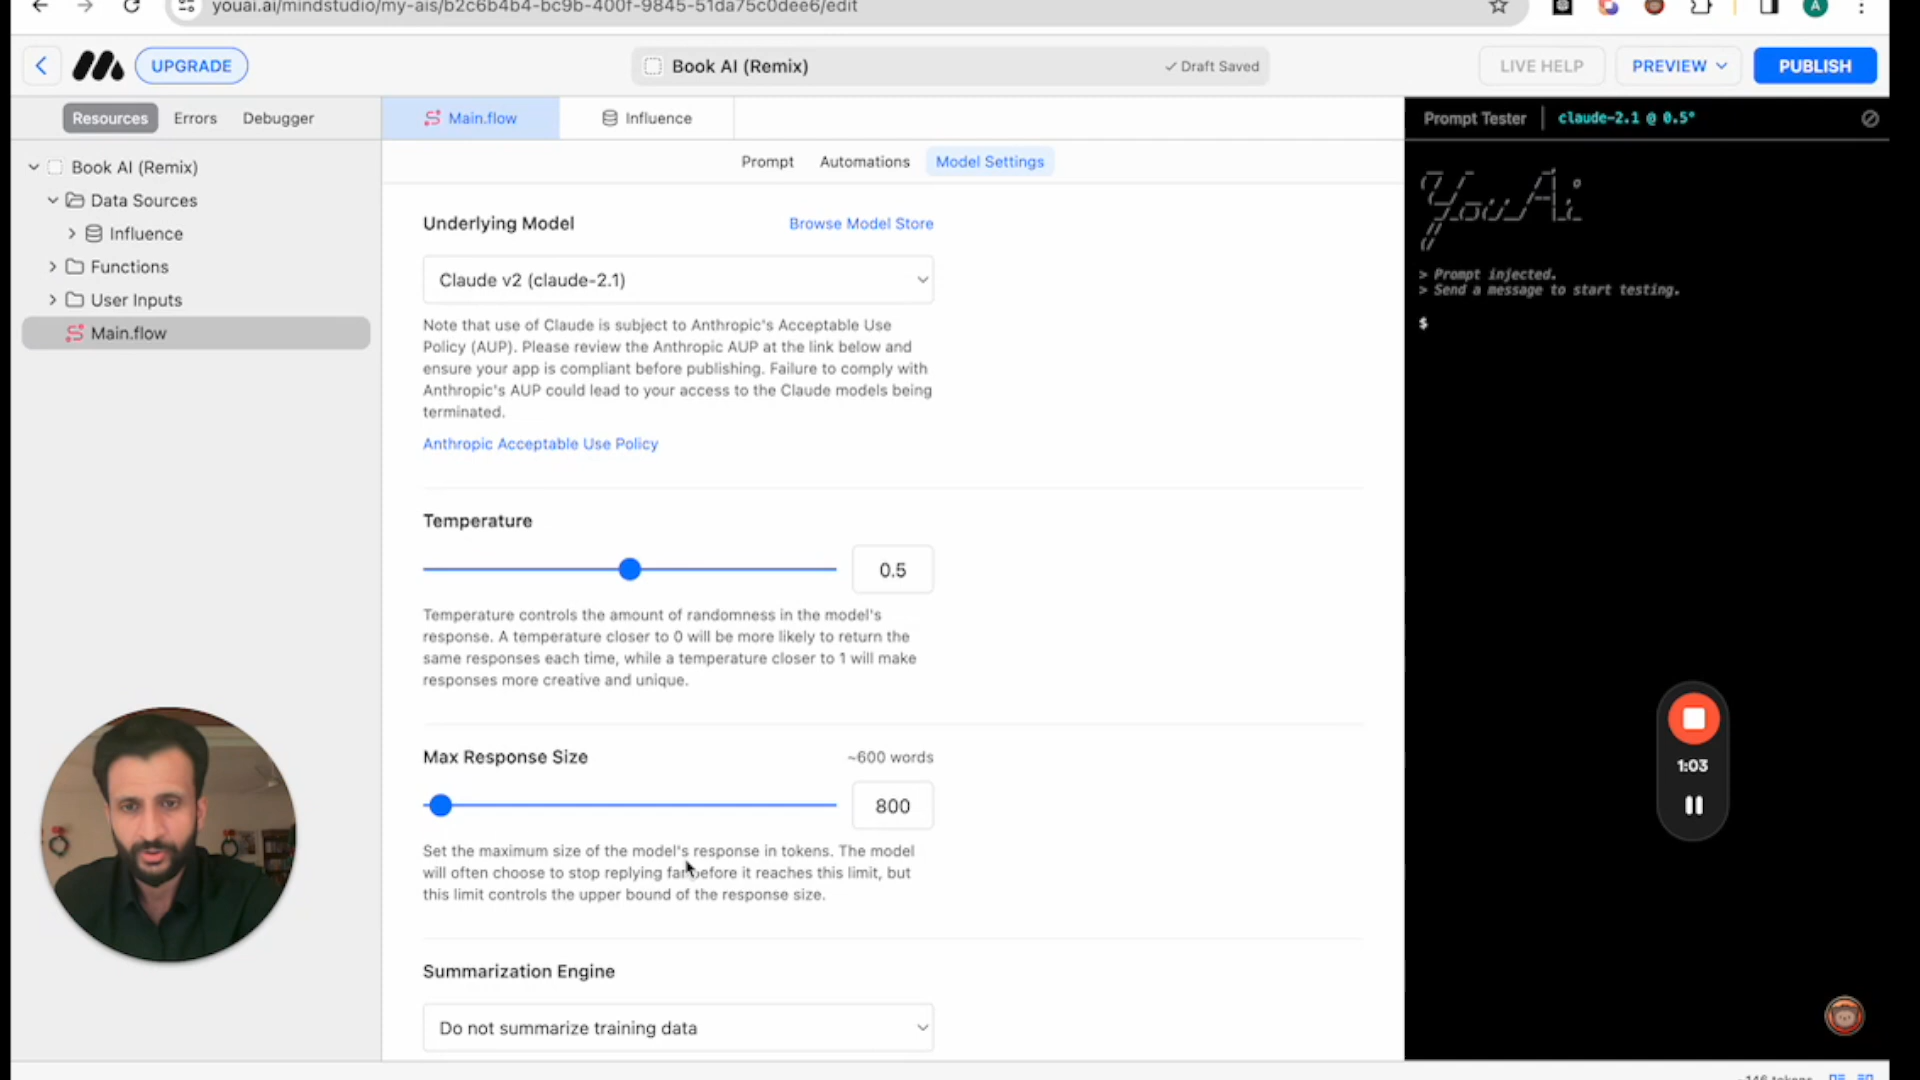 youai.ai/mindstudio/my-ais/b2c6b4b4-bc9b-400f-9845-51da75c0dee6/edit
A
UPGRADE
Book AI (Remix)
Draft Saved
LIVE HELP
PREVIEW
PUBLISH
Resources
Errors
Debugger
Main.flow
Influence
Prompt Tester
claude-2.1 @ 0.5°
Prompt
Automations
Model Settings
Book AI (Remix)
Data Sources
Influence
Functions
User Inputs
Main.flow
Underlying Model
Browse Model Store
Claude v2 (claude-2.1)
Note that use of Claude is subject to Anthropic's Acceptable Use
Policy (AUP). Please review the Anthropic AUP at the link below and
ensure your app is compliant before publishing. Failure to comply with
Anthropic's AUP could lead to your access to the Claude models being
terminated.
Anthropic Acceptable Use Policy
Temperature
0.5
Temperature controls the amount of randomness in the model's
response. A temperature closer to 0 will be more likely to return the
same responses each time, while a temperature closer to 1 will make
responses more creative and unique.
Max Response Size
~600 words
800
Set the maximum size of the model's response in tokens. The model
will often choose to stop replying far before it reaches this limit, but
this limit controls the upper bound of the response size.
Summarization Engine
Do not summarize training data
YouAi
> Prompt injected.
> Send a message to start testing.
$
1:03
~146 tokens